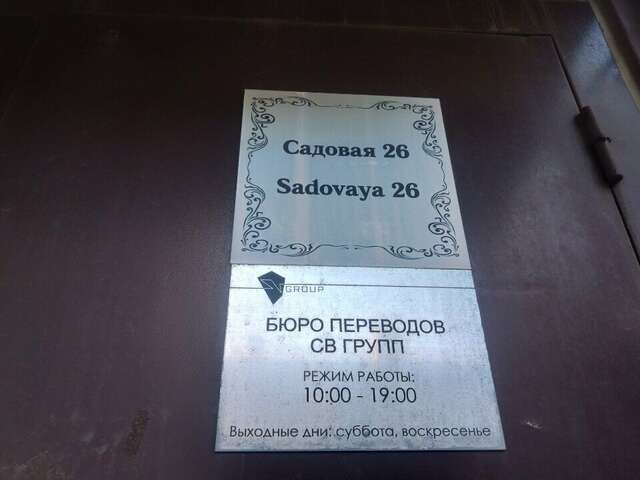 Садовая 26
Sadovaya 26
SV GROUP
БЮРО ПЕРЕВОДОВ
СВ ГРУПП
РЕЖИМ РАБОТЫ:
10:00 - 19:00
Выходные дни: суббота, воскресенье